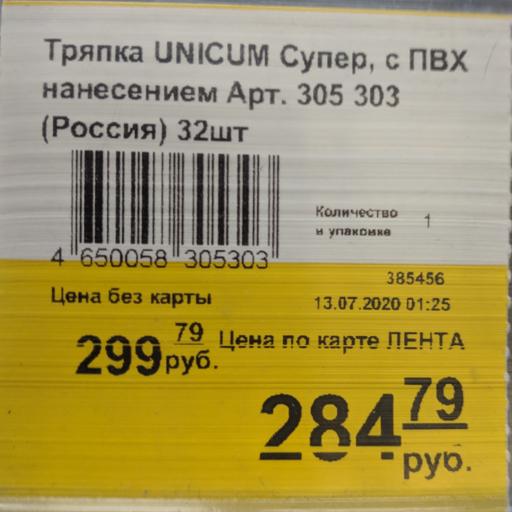 Тряпка UNICUM Супер, с ПВХ
нанесением Арт. 305 303
(Россия) 32шт
4 650058 305303
Количество
в упаковке 1
385456
Цена без карты 13.07.2020 01:25
299 79 руб. Цена по карте ЛЕНТА
284 79
руб.